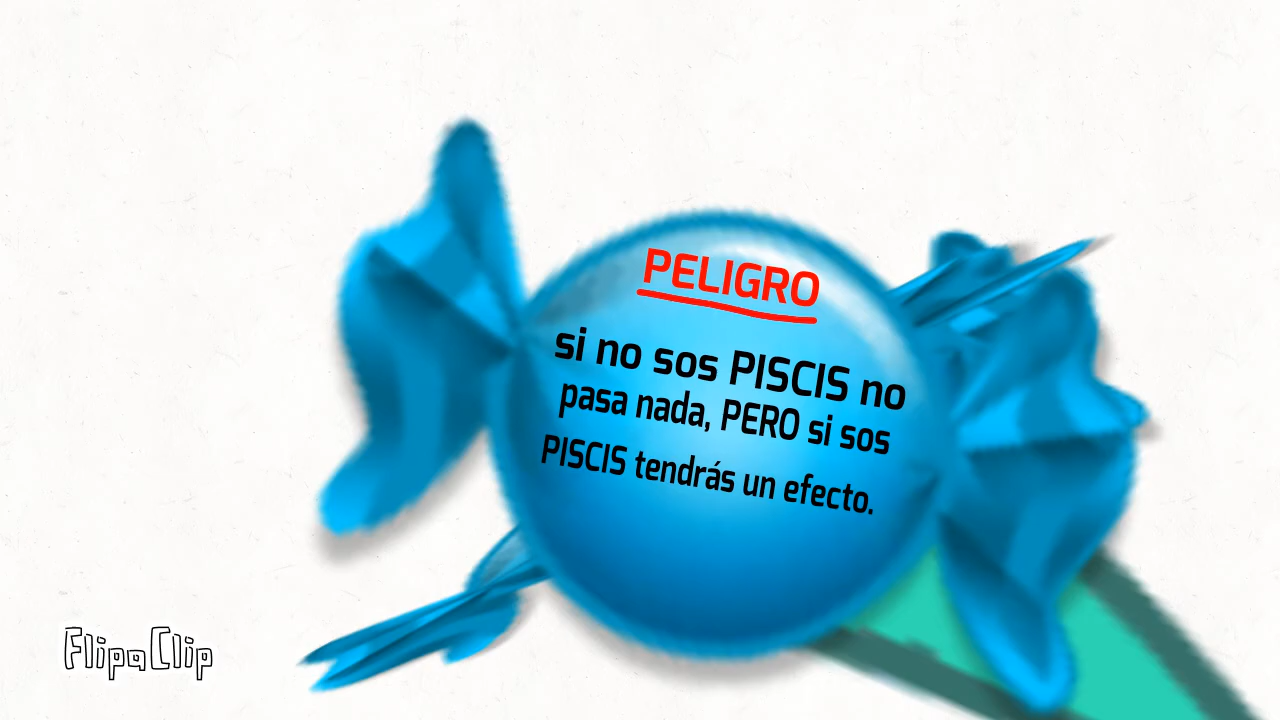 PELIGRO
si no sos PISCIS no
pasa nada, PERO si sos
PISCIS tendrás un efecto.
FlipaClip